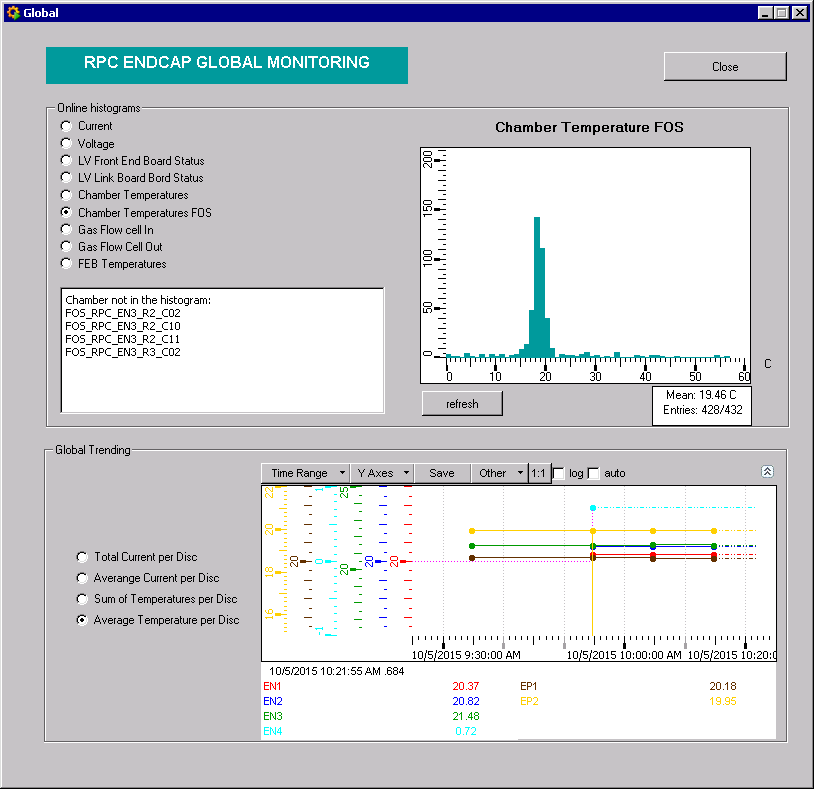 Global
RPC ENDCAP GLOBAL MONITORING
Close
Online histograms
Current
Voltage
LV Front End Board Status
LV Link Board Bord Status
Chamber Temperatures
Chamber Temperatures FOS
Gas Flow cell In
Gas Flow Cell Out
FEB Temperatures
Chamber not in the histogram:
FOS_RPC_EN3_R2_C02
FOS_RPC_EN3_R2_C10
FOS_RPC_EN3_R2_C11
FOS_RPC_EN3_R3_C02
Chamber Temperature FOS
200
150
100
50
0
0 10 20 30 40 50 60
C
refresh
Mean: 19.46 C
Entries: 428/432
Global Trending
Total Current per Disc
Averange Current per Disc
Sum of Temperatures per Disc
Average Temperature per Disc
Time Range Y Axes Save Other 1:1 log auto
22 1 25
20
20 0 20 20 20
18
16
-1
10/5/2015 9:30:00 AM 10/5/2015 10:00:00 AM 10/5/2015 10:20:0
10/5/2015 10:21:55 AM .684
EN1 20.37 EP1 20.18
EN2 20.82 EP2 19.95
EN3 21.48
EN4 0.72